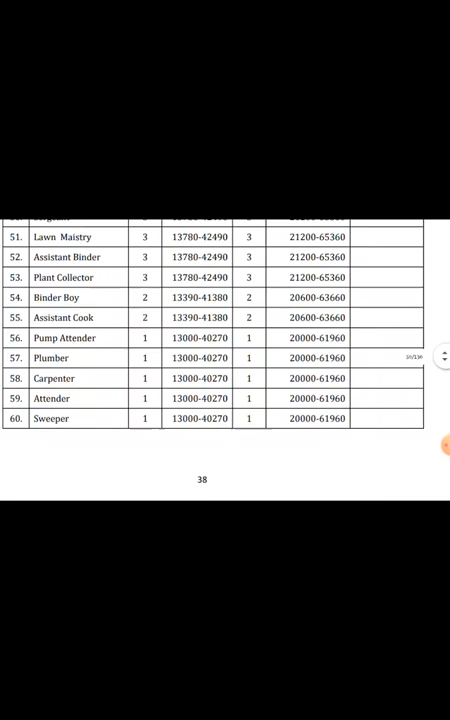 51. Lawn Maistry 3 13780-42490 3 21200-65360
52. Assistant Binder 3 13780-42490 3 21200-65360
53. Plant Collector 3 13780-42490 3 21200-65360
54. Binder Boy 2 13390-41380 2 20600-63660
55. Assistant Cook 2 13390-41380 2 20600-63660
56. Pump Attender 1 13000-40270 1 20000-61960
57. Plumber 1 13000-40270 1 20000-61960
58. Carpenter 1 13000-40270 1 20000-61960
59. Attender 1 13000-40270 1 20000-61960
60. Sweeper 1 13000-40270 1 20000-61960
38